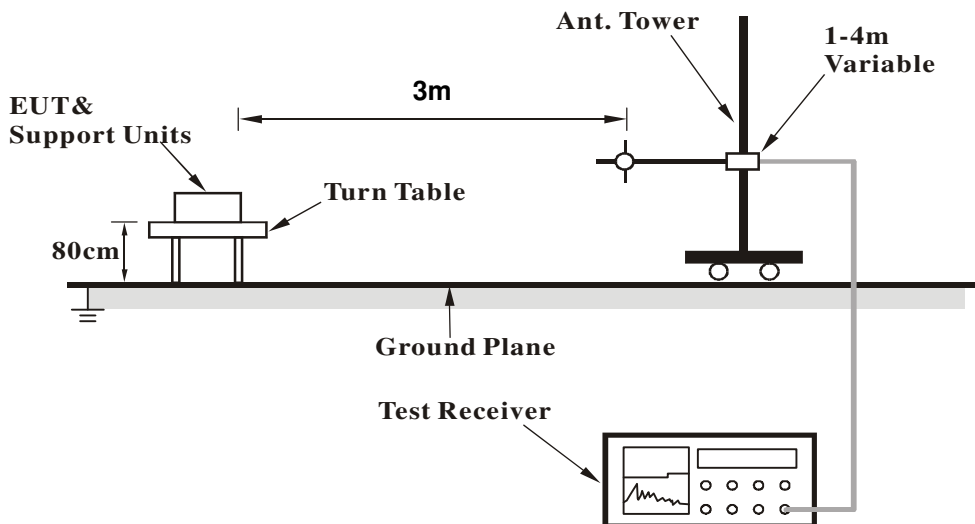 Ant. Tower
1-4m
Variable
3m
EUT&
Support Units
Turn Table
80cm
Ground Plane
Test Receiver